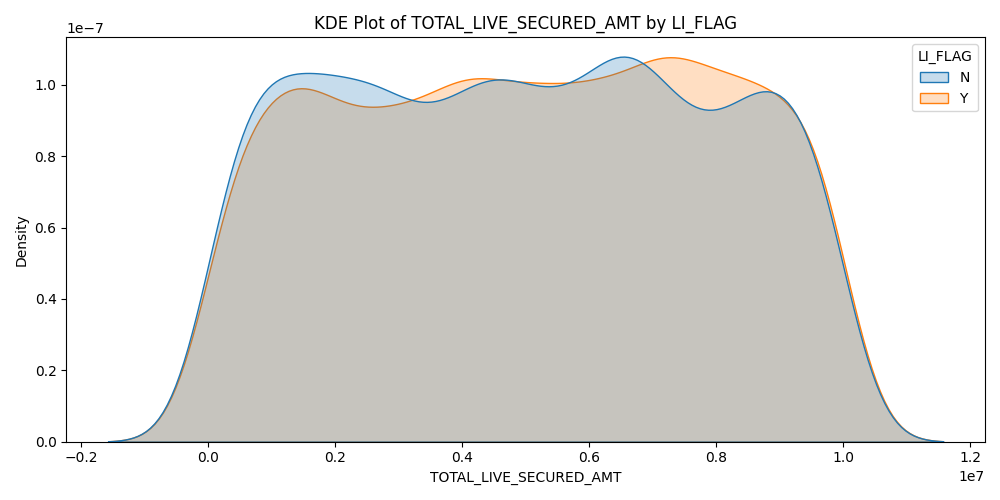 KDE Plot of TOTAL_LIVE_SECURED_AMT by LI_FLAG
1e−7
LI_FLAG
N
Y
1.0
0.8
0.6
0.4
0.2
0.0
Density
−0.2 0.0 0.2 0.4 0.6 0.8 1.0 1.2
1e7
TOTAL_LIVE_SECURED_AMT